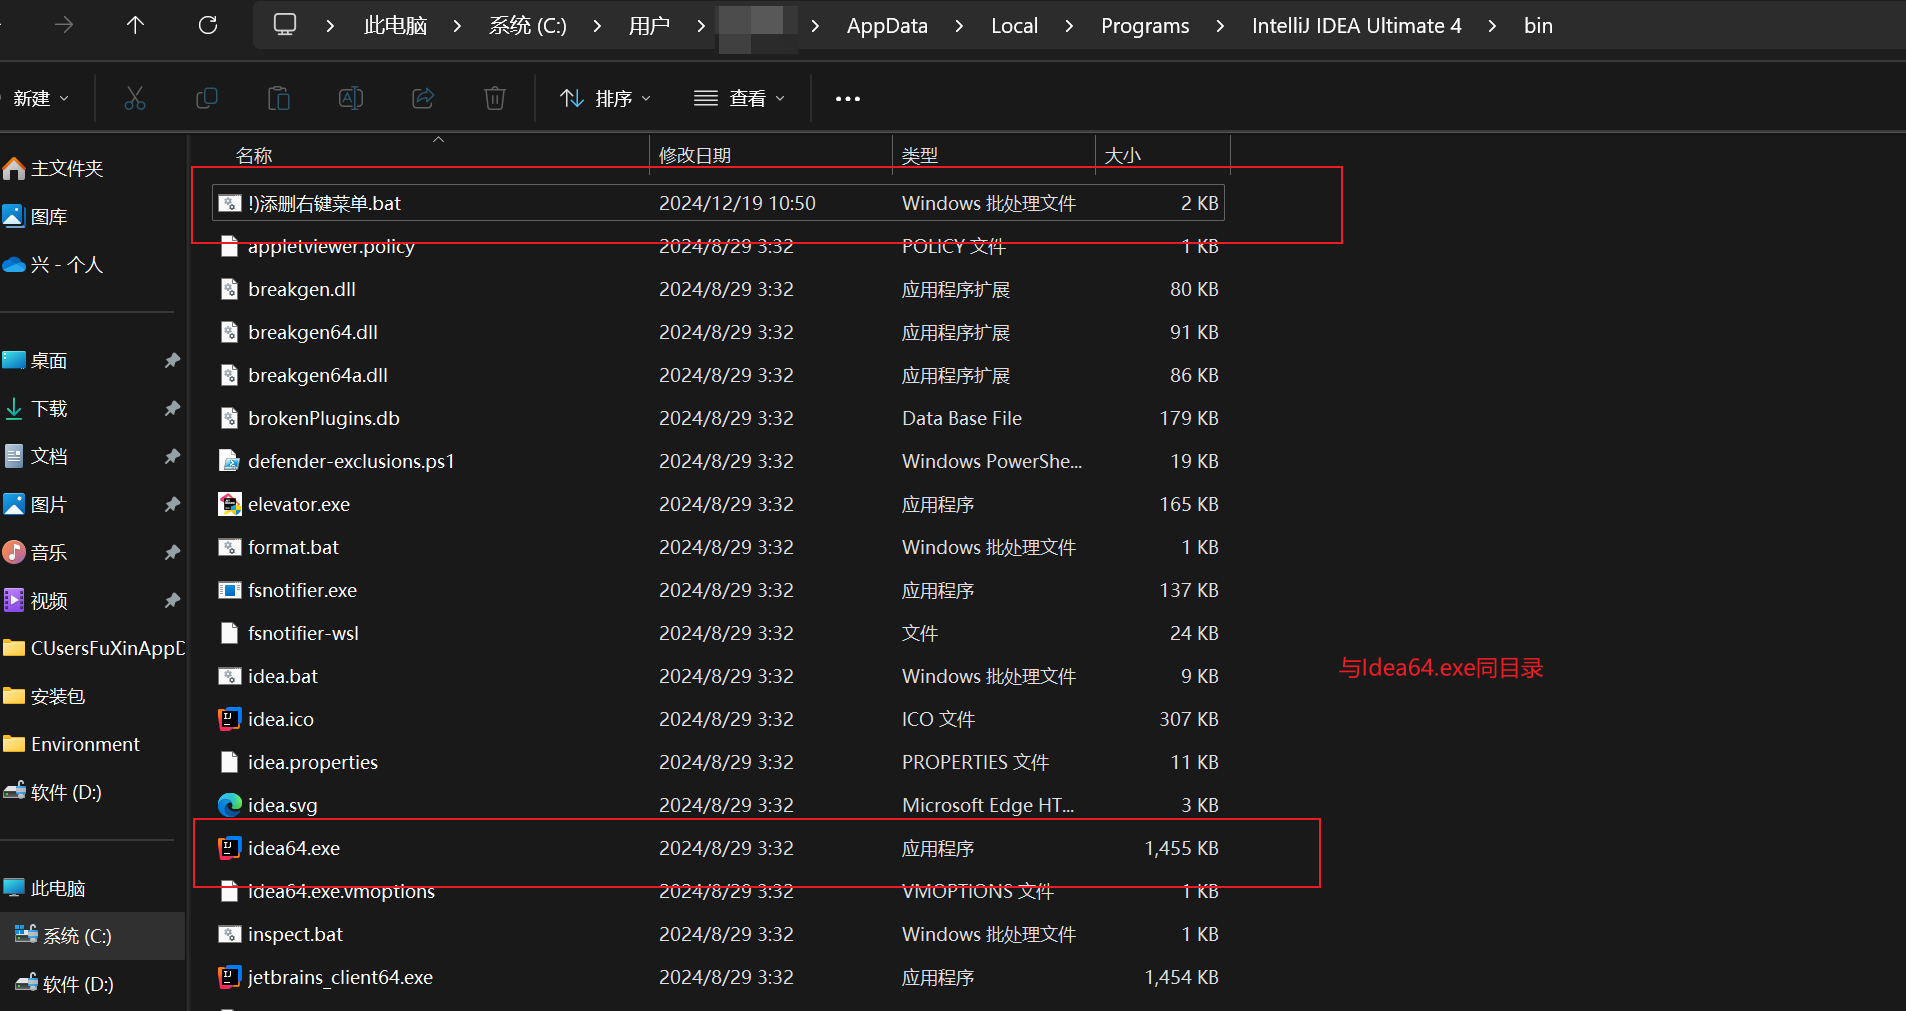 此电脑 系统 (C:) 用户 AppData Local Programs IntelliJ IDEA Ultimate 4 bin
新建 排序 查看
名称 修改日期 类型 大小
主文件夹
图库
兴 - 个人
桌面
下载
文档
图片
音乐
视频
CUsersFuXinAppD
安装包
Environment
软件 (D:)
此电脑
系统 (C:)
软件 (D:)
!)添删右键菜单.bat 2024/12/19 10:50 Windows 批处理文件 2 KB
appletviewer.policy 2024/8/29 3:32 POLICY 文件 1 KB
breakgen.dll 2024/8/29 3:32 应用程序扩展 80 KB
breakgen64.dll 2024/8/29 3:32 应用程序扩展 91 KB
breakgen64a.dll 2024/8/29 3:32 应用程序扩展 86 KB
brokenPlugins.db 2024/8/29 3:32 Data Base File 179 KB
defender-exclusions.ps1 2024/8/29 3:32 Windows PowerShe... 19 KB
elevator.exe 2024/8/29 3:32 应用程序 165 KB
format.bat 2024/8/29 3:32 Windows 批处理文件 1 KB
fsnotifier.exe 2024/8/29 3:32 应用程序 137 KB
fsnotifier-wsl 2024/8/29 3:32 文件 24 KB
idea.bat 2024/8/29 3:32 Windows 批处理文件 9 KB
idea.ico 2024/8/29 3:32 ICO 文件 307 KB
idea.properties 2024/8/29 3:32 PROPERTIES 文件 11 KB
idea.svg 2024/8/29 3:32 Microsoft Edge HT... 3 KB
idea64.exe 2024/8/29 3:32 应用程序 1,455 KB
idea64.exe.vmoptions 2024/8/29 3:32 VMOPTIONS 文件 1 KB
inspect.bat 2024/8/29 3:32 Windows 批处理文件 1 KB
jetbrains_client64.exe 2024/8/29 3:32 应用程序 1,454 KB
与Idea64.exe同目录